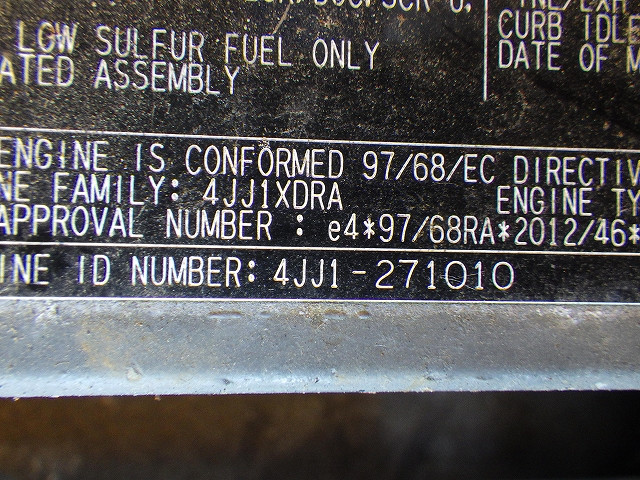 LOW SULFUR FUEL ONLY
ATED ASSEMBLY
CURB IDLE
DATE OF M
ENGINE IS CONFORMED 97/68/EC DIRECTIV
NE FAMILY: 4JJ1XDRA ENGINE TY
APPROVAL NUMBER : e4*97/68RA*2012/46*
INE ID NUMBER: 4JJ1-271010